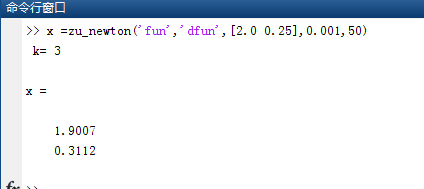 命令行窗口
>> x =zu_newton('fun','dfun',[2.0 0.25],0.001,50)
k= 3
x =
1.9007
0.3112
fx >>